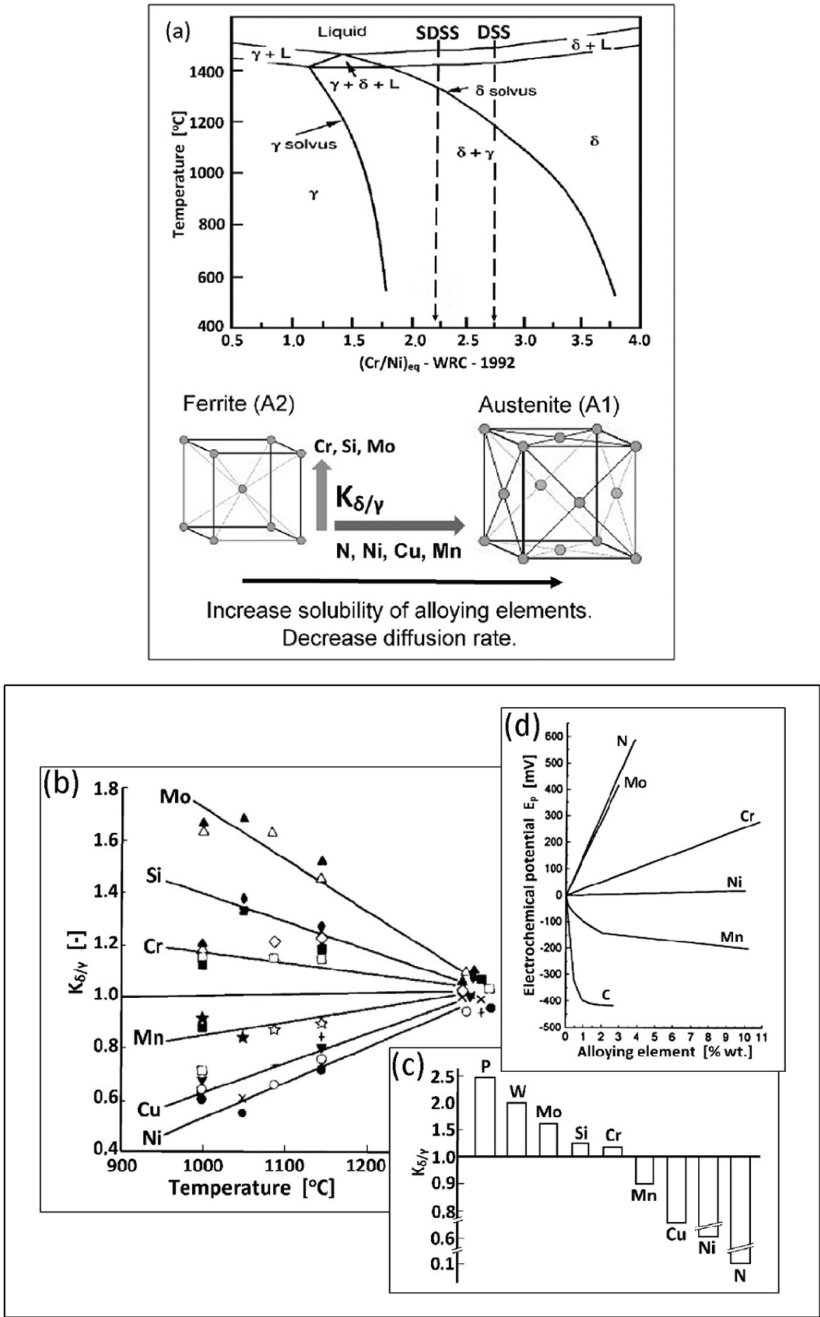 (a)
Liquid
SDSS
DSS
γ + L
δ + L
γ + δ + L
δ solvus
γ solvus
δ + γ
δ
γ
Temperature [°C]
1400
1200
1000
800
600
400
0.5 1.0 1.5 2.0 2.5 3.0 3.5 4.0
(Cr/Ni)eq - WRC - 1992
Ferrite (A2)
Austenite (A1)
Cr, Si, Mo
Kδ/γ
N, Ni, Cu, Mn
Increase solubility of alloying elements.
Decrease diffusion rate.
(b)
Kδ/γ [-]
1.8
1.6
1.4
1.2
1.0
0.8
0.6
0.4
Mo
Si
Cr
Mn
Cu
Ni
900 1000 1100 1200
Temperature [°C]
(d)
Electrochemical potential Ep [mV]
600
500
400
300
200
100
0
-100
-200
-300
-400
-500
N
Mo
Cr
Ni
Mn
C
0 1 2 3 4 5 6 7 8 9 10 11
Alloying element [% wt.]
(c)
Kδ/γ
2.5
2.0
1.0
0.9
0.8
0.6
0.1
P
W
Mo
Si
Cr
Mn
Cu
Ni
N